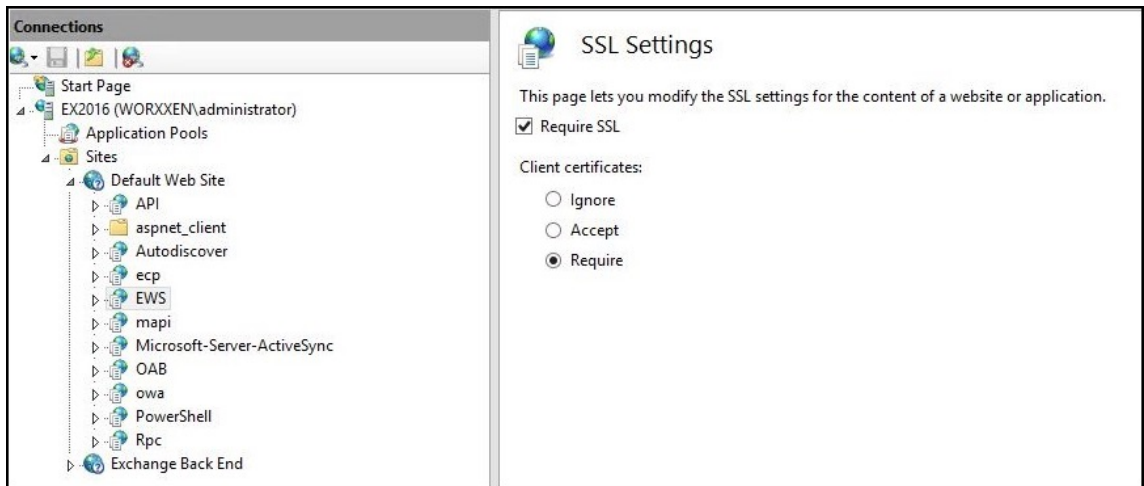 Connections
Start Page
EX2016 (WORXXEN\administrator)
Application Pools
Sites
Default Web Site
API
aspnet_client
Autodiscover
ecp
EWS
mapi
Microsoft-Server-ActiveSync
OAB
owa
PowerShell
Rpc
Exchange Back End
SSL Settings
This page lets you modify the SSL settings for the content of a website or application.
Require SSL
Client certificates:
Ignore
Accept
Require